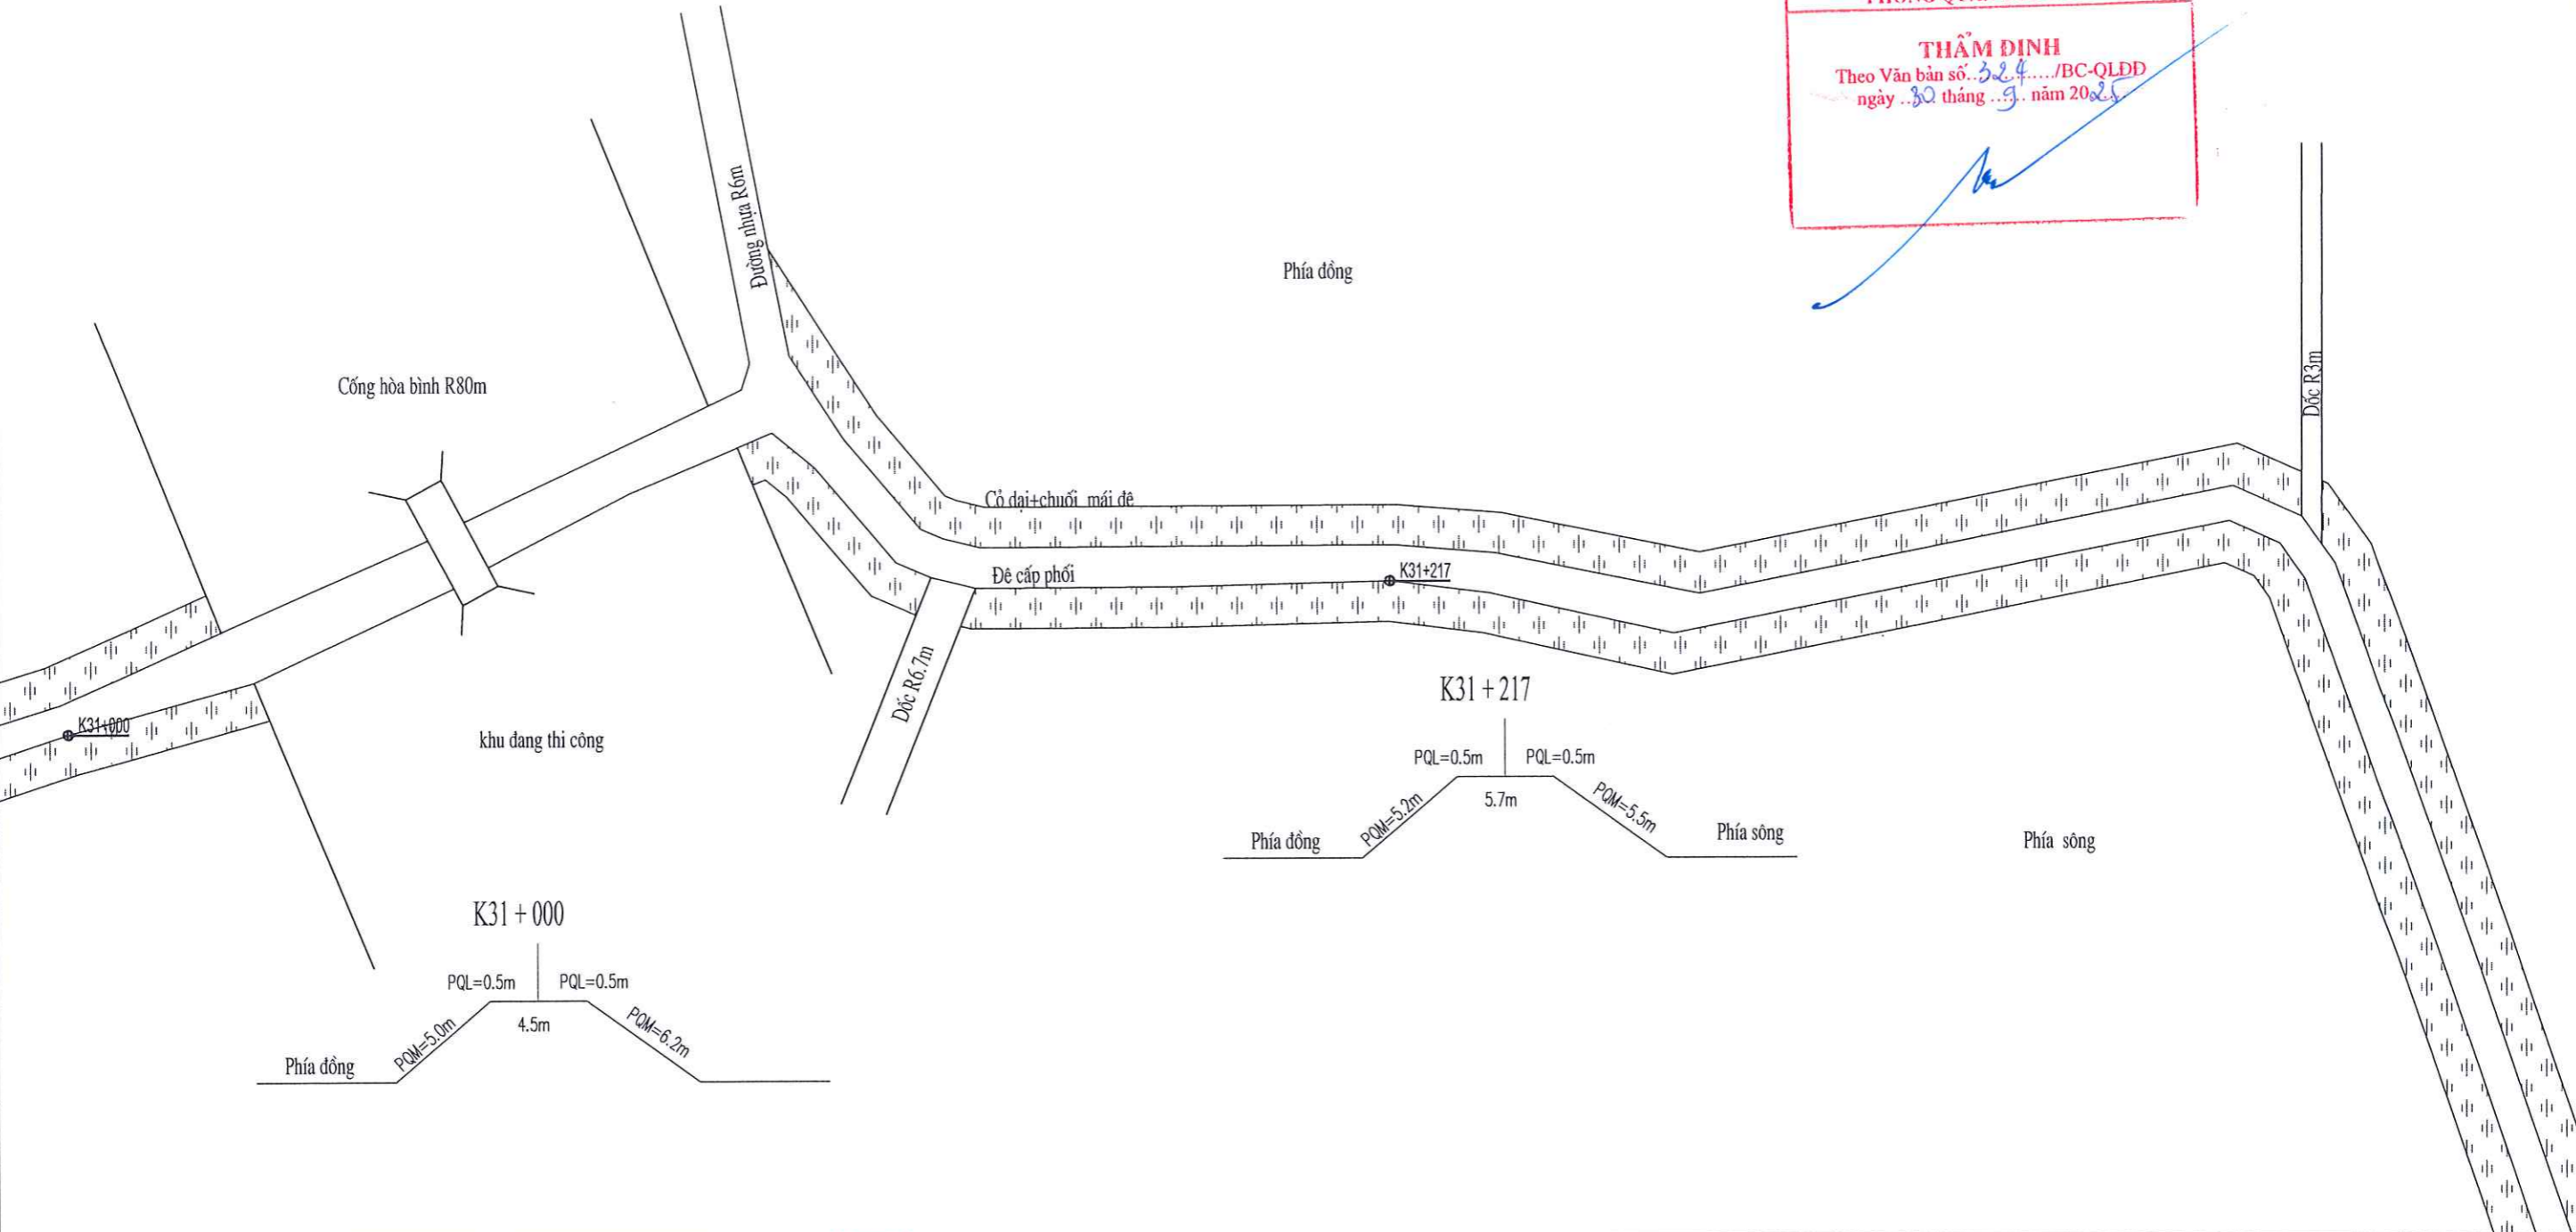 THẨM ĐỊNH
Theo Văn bản số..324...../BC-QLĐĐ
ngày ..30 tháng ..9.. năm 2025
Đường nhựa R6m
Phía đồng
Cống hòa bình R80m
Dốc R3m
Cỏ dại+chuối mái đê
Đê cấp phối
K31+217
K31+000
khu đang thi công
Dốc R6.7m
K31 + 217
PQL=0.5m PQL=0.5m
5.7m
PQM=5.2m
PQM=5.5m
Phía đồng
Phía sông
Phía sông
K31 + 000
PQL=0.5m PQL=0.5m
4.5m
PQM=5.0m
PQM=6.2m
Phía đồng